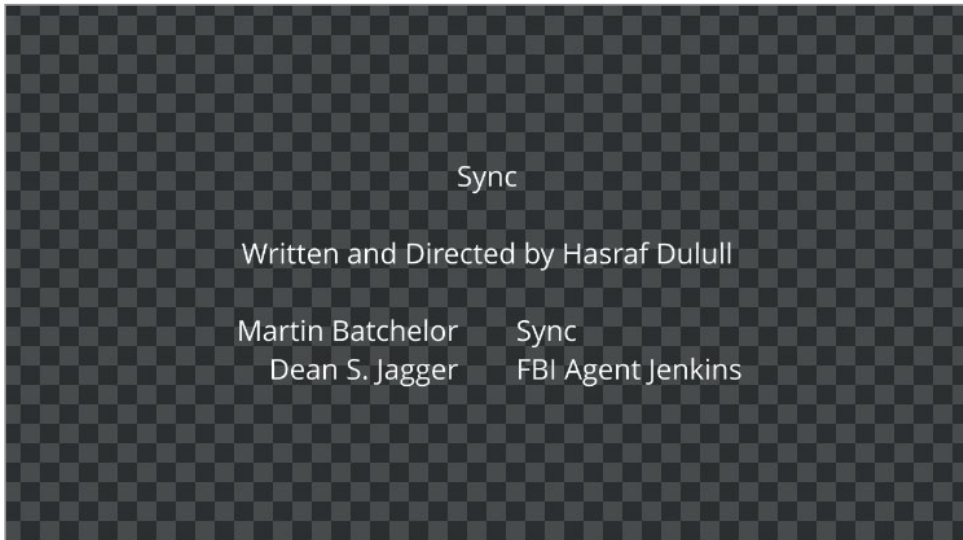 Sync
Written and Directed by Hasraf Dulull
Martin Batchelor Sync
Dean S. Jagger FBI Agent Jenkins